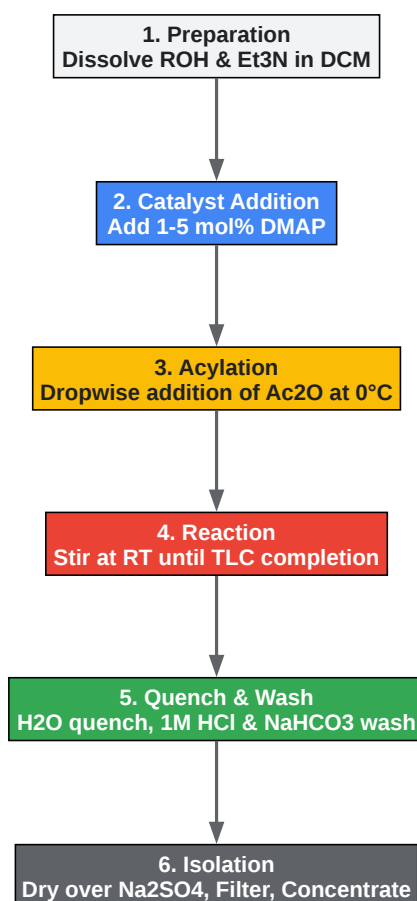 1. Preparation
Dissolve ROH & Et3N in DCM
2. Catalyst Addition
Add 1-5 mol% DMAP
3. Acylation
Dropwise addition of Ac2O at 0°C
4. Reaction
Stir at RT until TLC completion
5. Quench & Wash
H2O quench, 1M HCl & NaHCO3 wash
6. Isolation
Dry over Na2SO4, Filter, Concentrate